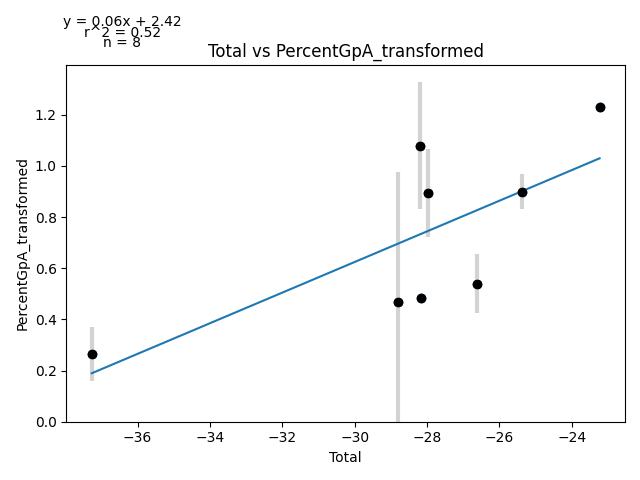 y = 0.06x + 2.42
r^2 = 0.52
n = 8
Total vs PercentGpA_transformed
PercentGpA_transformed
1.2
1.0
0.8
0.6
0.4
0.2
0.0
−36 −34 −32 −30 −28 −26 −24
Total